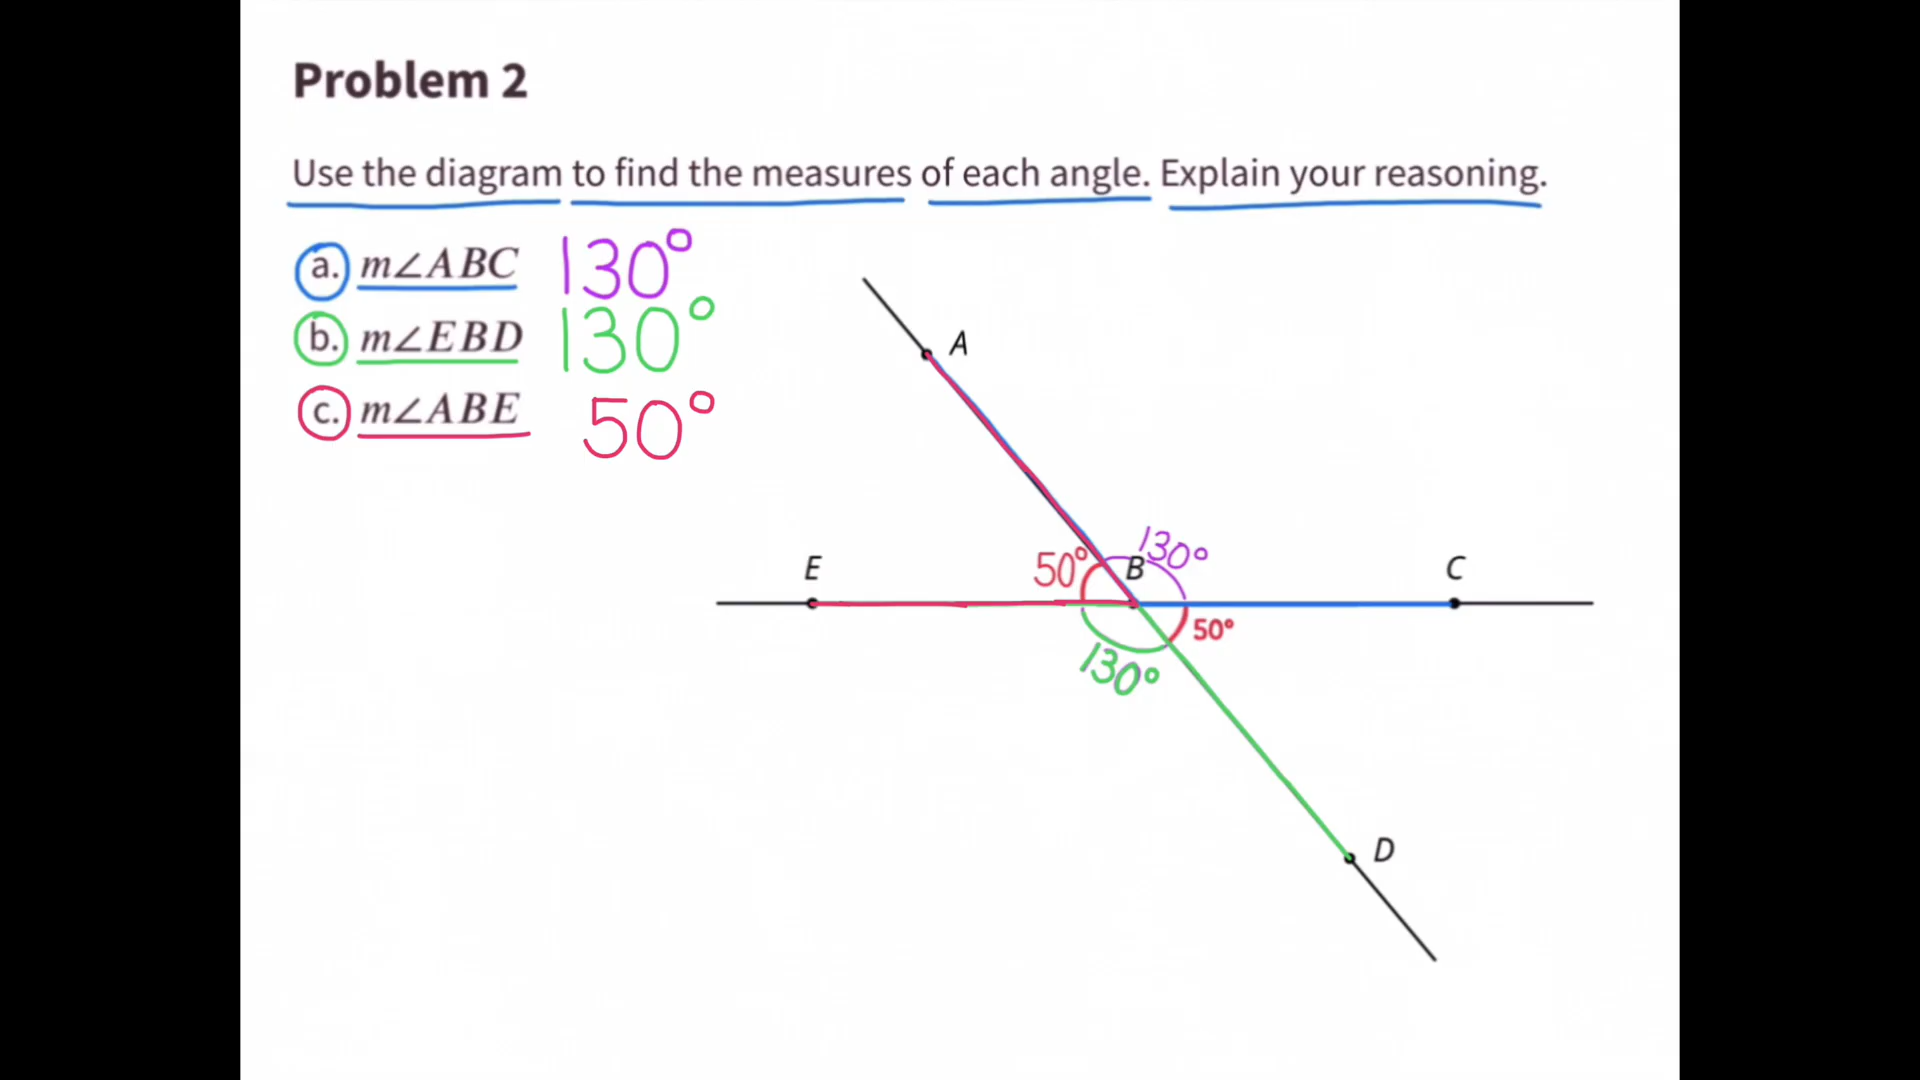 Problem 2
Use the diagram to find the measures of each angle. Explain your reasoning.
a. m∠ABC 130°
b. m∠EBD 130°
c. m∠ABE 50°
A
E
50°
B
130°
C
50°
130°
D